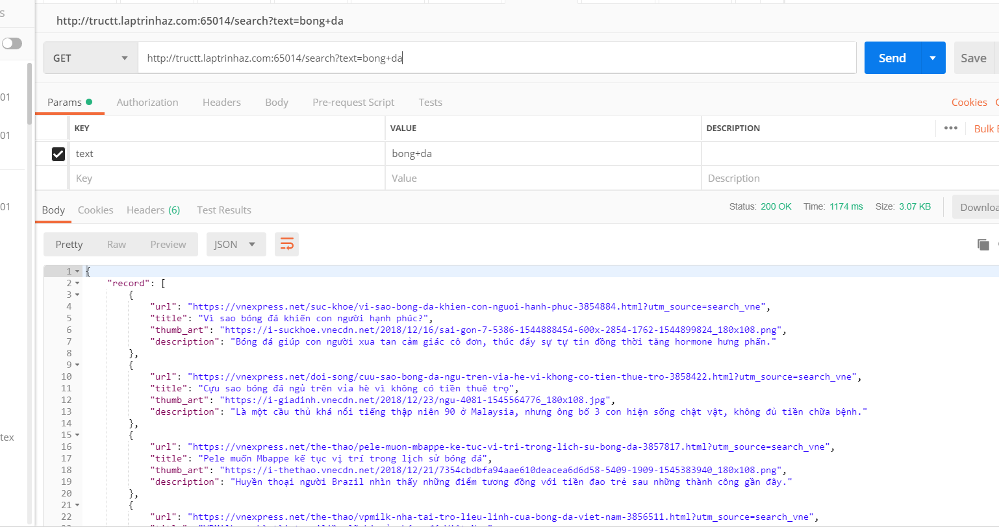 http://tructt.laptrinhaz.com:65014/search?text=bong+da
GET http://tructt.laptrinhaz.com:65014/search?text=bong+da Send Save
Params Authorization Headers Body Pre-request Script Tests Cookies
KEY VALUE DESCRIPTION ••• Bulk
text bong+da
Key Value Description
01
01
01
tex
Body Cookies Headers (6) Test Results Status: 200 OK Time: 1174 ms Size: 3.07 KB Downloa
Pretty Raw Preview JSON
1 {
2 "record": [
3 {
4 "url": "https://vnexpress.net/suc-khoe/vi-sao-bong-da-khien-con-nguoi-hanh-phuc-3854884.html?utm_source=search_vne",
5 "title": "Vì sao bóng đá khiến con người hạnh phúc?",
6 "thumb_art": "https://i-suckhoe.vnecdn.net/2018/12/16/sai-gon-7-5386-1544888454-600x-2854-1762-1544899824_180x108.png",
7 "description": "Bóng đá giúp con người xua tan cảm giác cô đơn, thúc đẩy sự tự tin đồng thời tăng hormone hưng phấn."
8 },
9 {
10 "url": "https://vnexpress.net/doi-song/cuu-sao-bong-da-ngu-tren-via-he-vi-khong-co-tien-thue-tro-3858422.html?utm_source=search_vne",
11 "title": "Cựu sao bóng đá ngủ trên vỉa hè vì không có tiền thuê trọ",
12 "thumb_art": "https://i-giadinh.vnecdn.net/2018/12/23/ngu-4081-1545564776_180x108.jpg",
13 "description": "Là một cầu thủ khá nổi tiếng thập niên 90 ở Malaysia, nhưng ông bố 3 con hiện sống chật vật, không đủ tiền chữa bệnh."
14 },
15 {
16 "url": "https://vnexpress.net/the-thao/pele-muon-mbappe-ke-tuc-vi-tri-trong-lich-su-bong-da-3857817.html?utm_source=search_vne",
17 "title": "Pele muốn Mbappe kế tục vị trí trong lịch sử bóng đá",
18 "thumb_art": "https://i-thethao.vnecdn.net/2018/12/21/7354cbdbfa94aae610deacea6d6d58-5409-1909-1545383940_180x108.png",
19 "description": "Huyền thoại người Brazil nhìn thấy những điểm tương đồng với tiền đạo trẻ sau những thành công gần đây."
20 },
21 {
22 "url": "https://vnexpress.net/the-thao/vpmilk-nha-tai-tro-lieu-linh-cua-bong-da-viet-nam-3856511.html?utm_source=search_vne",